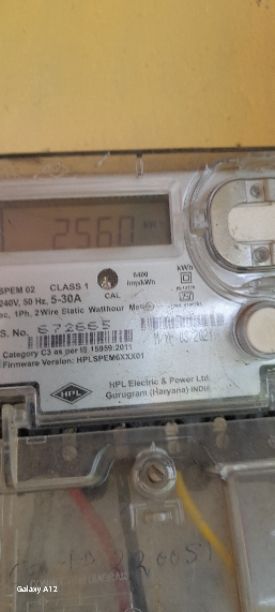 2560
SPEM 02 CLASS 1 6400 kWh
240V, 50 Hz, 5-30A CAL Imp/kWh
ec, 1Ph, 2Wire Static Watthour
S. No. 672665
Category C3 as per IS 15959:2011
Firmware Version: HPLSPEM6XXX01
HPL
HPL Electric & Power Ltd.
Gurugram (Haryana) INDIA
Galaxy A12